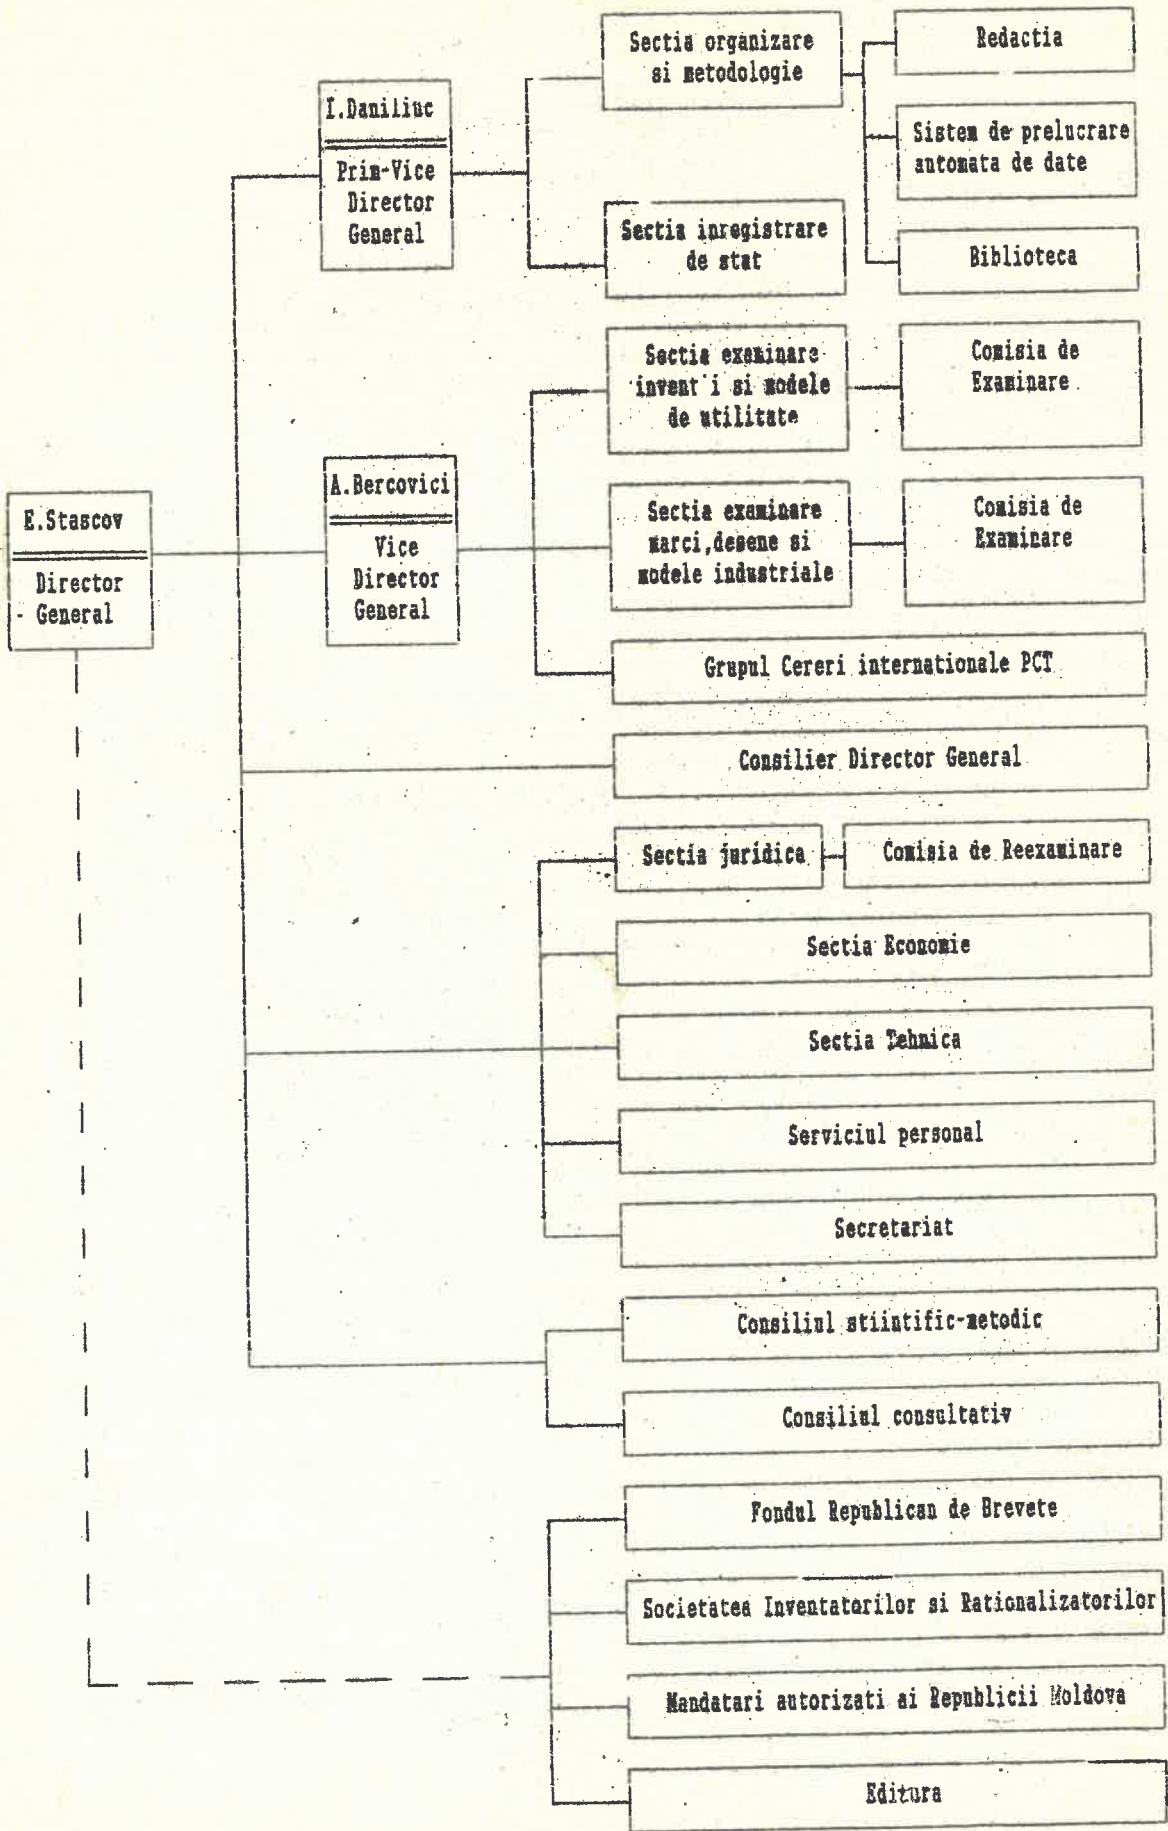 Sectia organizare
si metodologie
Redactia
I.Daniliuc
Prim-Vice
Director
General
Sistem de prelucrare
automata de date
Sectia inregistrare
de stat
Biblioteca
Sectia examinare
si modele
de utilitate
Comisia de
Examinare
E.Stascov
Director
General
A.Bercovici
Vice
Director
General
Sectia examinare
marci,desene si
modele industriale
Comisia de
Examinare
Grupul Cereri internationale PCT
Consilier Director General
Sectia juridica
Comisia de Reexaminare
Sectia Economie
Sectia Tehnica
Serviciul personal
Secretariat
Consiliul stiintific-metodic
Consiliul consultativ
Fondul Republican de Brevete
Societatea Inventatorilor si Rationalizatorilor
Mandatari autorizati ai Republicii Moldova
Editura